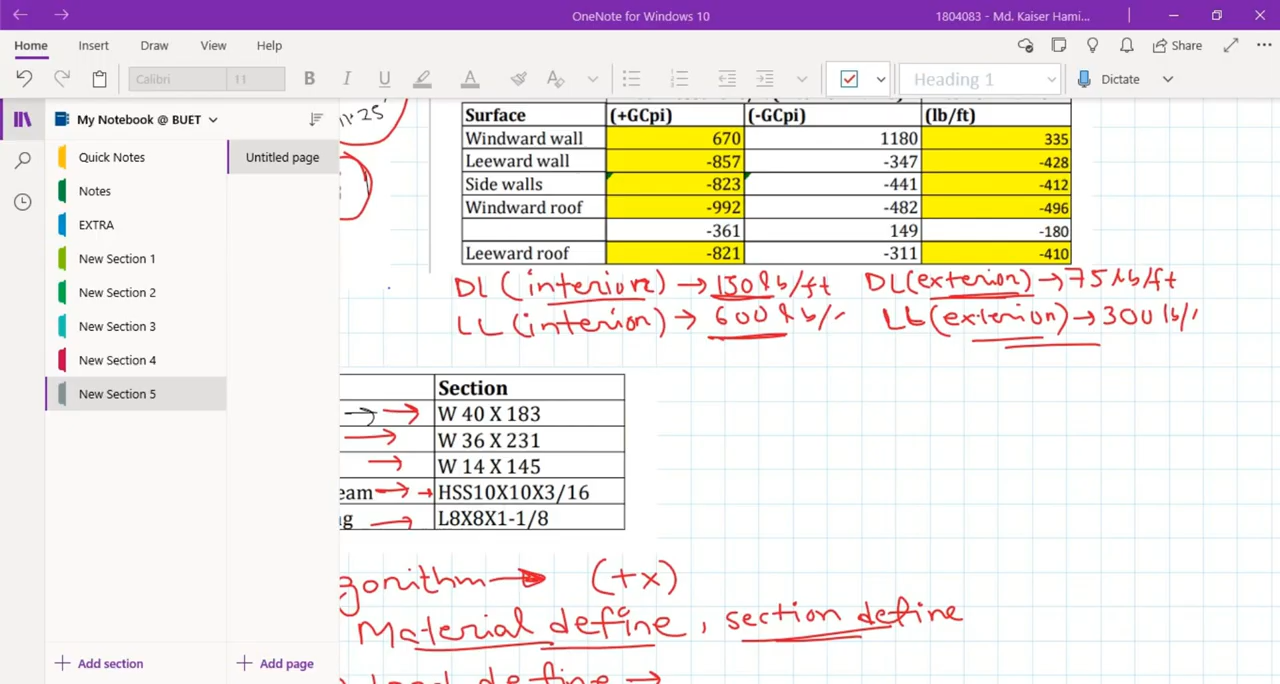 OneNote for Windows 10
1804083 - Md. Kaiser Hami...
Home Insert Draw View Help
Share
Calibri 11 B I U A
Heading 1
Dictate
My Notebook @ BUET
Quick Notes
Notes
EXTRA
New Section 1
New Section 2
New Section 3
New Section 4
New Section 5
Add section
Untitled page
Add page
Surface (+GCpi) (-GCpi) (lb/ft)
Windward wall 670 1180 335
Leeward wall -857 -347 -428
Side walls -823 -441 -412
Windward roof -992 -482 -496
-361 149 -180
Leeward roof -821 -311 -410
DL (interiore) → 150 lb/ft DL (exterior) → 75 lb/ft
LL (interior) → 600 lb/ LL (exterior) → 300 lb/
Section
→ → W 40 X 183
→ W 36 X 231
→ W 14 X 145
eam → → HSS10X10X3/16
g → L8X8X1-1/8
gorithm → (+x)
Material define, section define
load define →